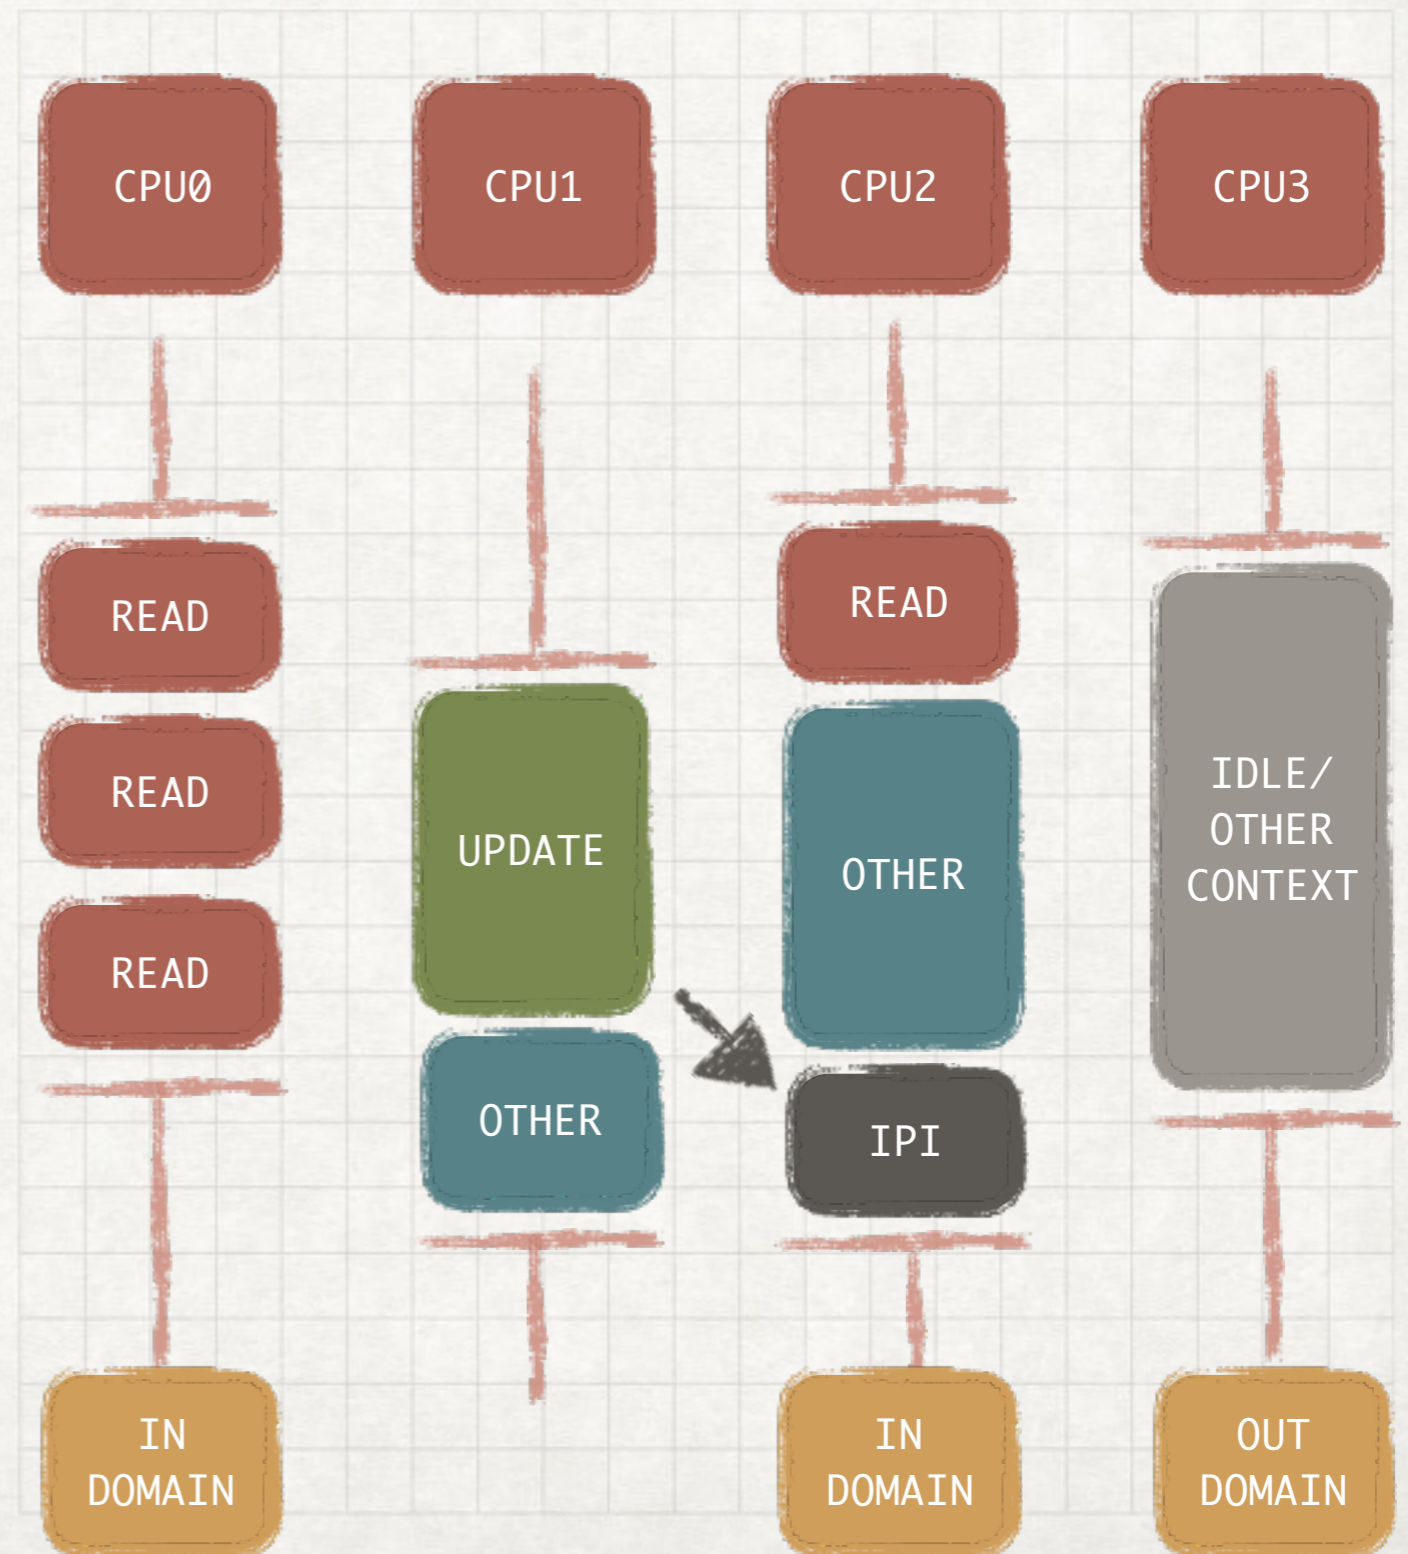 CPU0
CPU1
CPU2
CPU3
READ
READ
READ
UPDATE
OTHER
READ
OTHER
IPI
IDLE/
OTHER
CONTEXT
IN
DOMAIN
IN
DOMAIN
OUT
DOMAIN